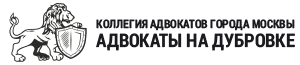 КОЛЛЕГИЯ АДВОКАТОВ ГОРОДА МОСКВЫ
АДВОКАТЫ НА ДУБРОВКЕ